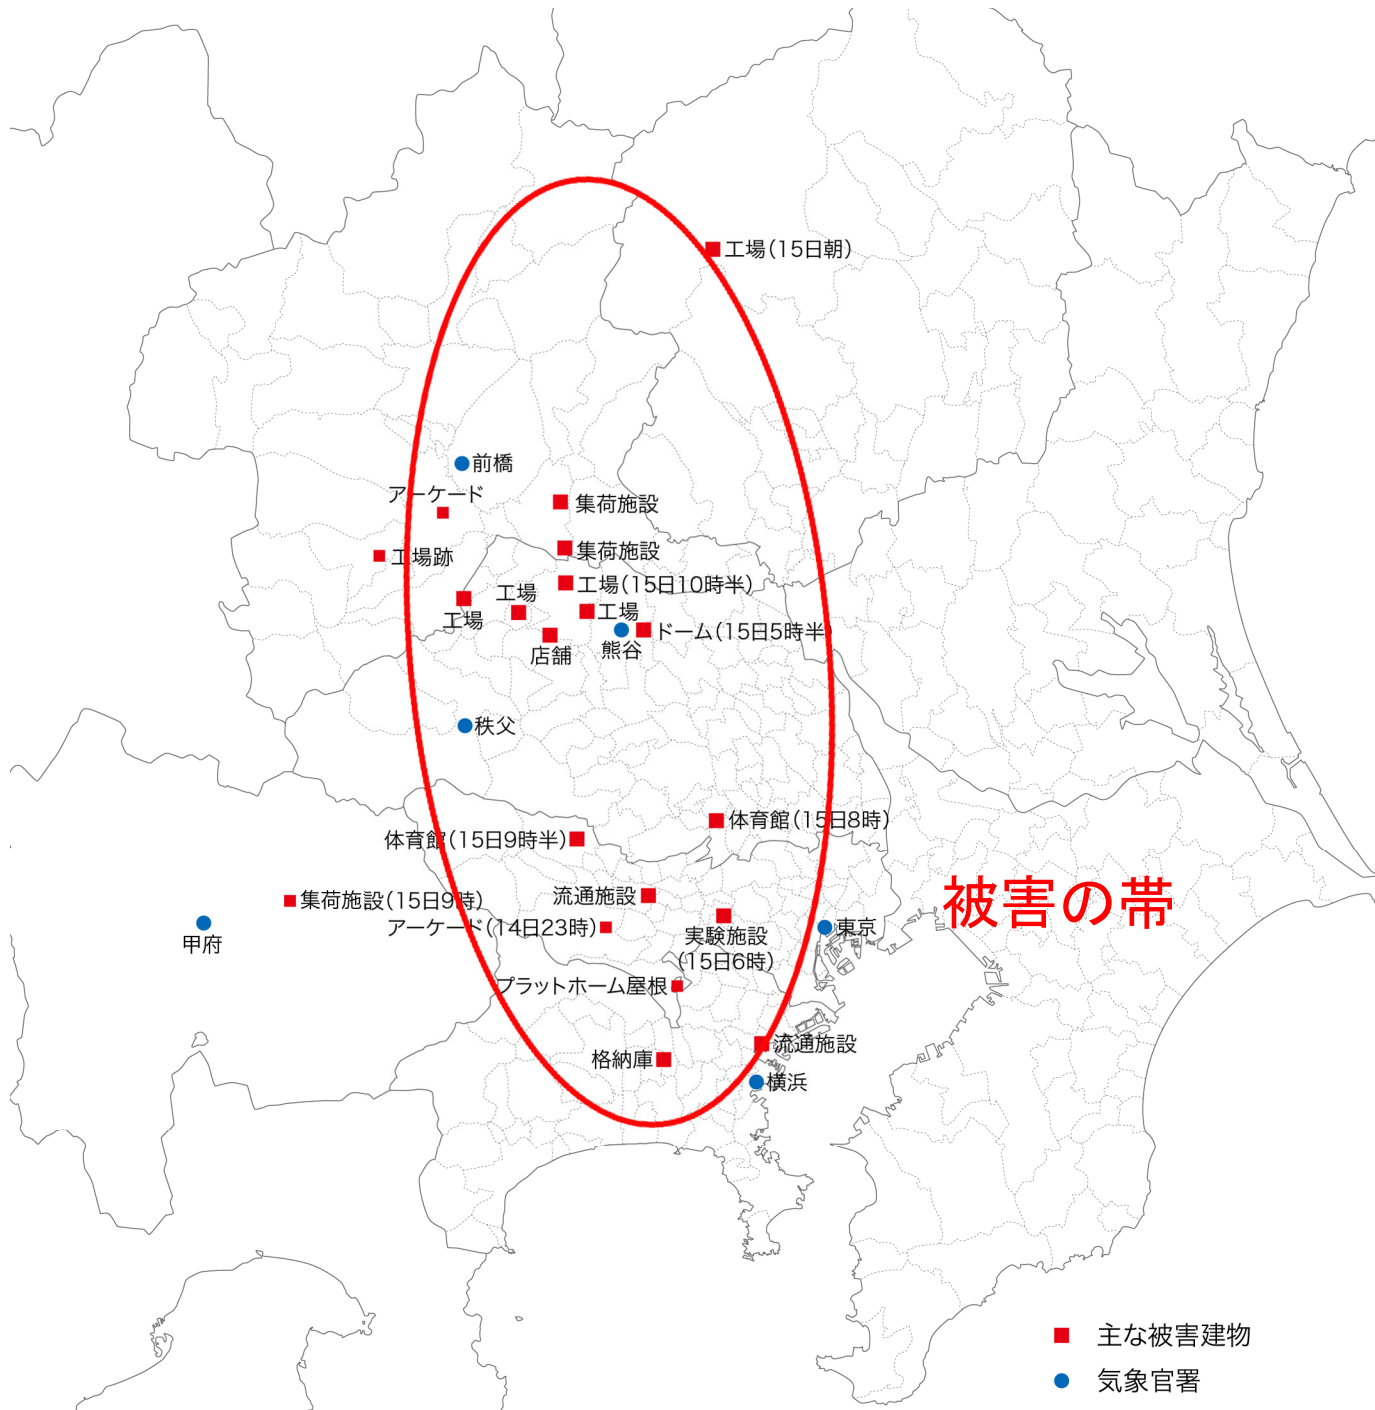 工場（15日朝）
前橋
アーケード
集荷施設
工場跡
集荷施設
工場（15日10時半）
工場
工場
工場
ドーム（15日5時半）
熊谷
店舗
秩父
体育館（15日8時）
体育館（15日9時半）
被害の帯
流通施設
集荷施設（15日9時）
アーケード（14日23時）
東京
実験施設
（15日6時）
甲府
プラットホーム屋根
流通施設
格納庫
横浜
主な被害建物
気象官署